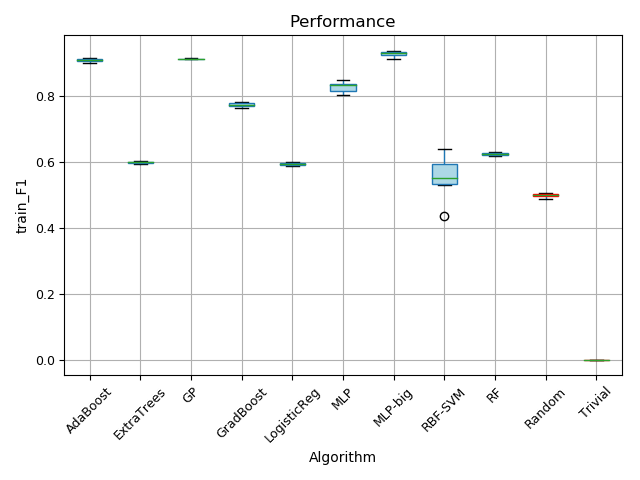 Performance
train_F1
0.8
0.6
0.4
0.2
0.0
AdaBoost
ExtraTrees
GP
GradBoost
LogisticReg
MLP
MLP-big
RBF-SVM
RF
Random
Trivial
Algorithm